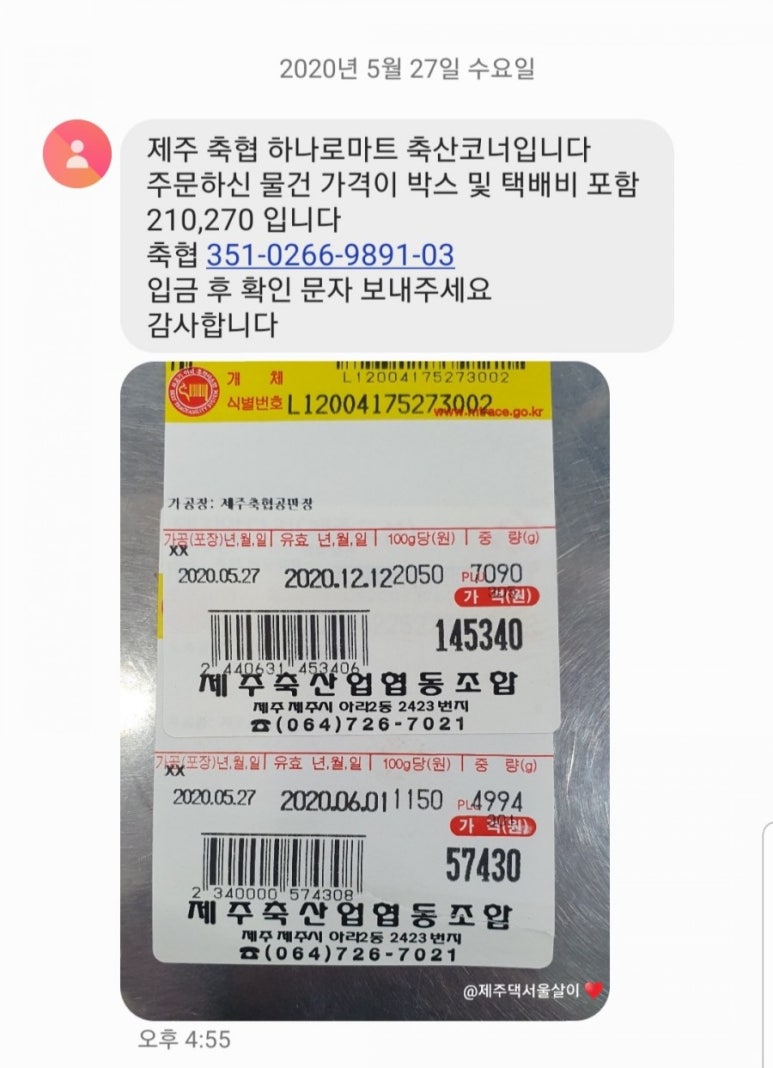 2020년 5월 27일 수요일
제주 축협 하나로마트 축산코너입니다
주문하신 물건 가격이 박스 및 택배비 포함
210,270 입니다
축협 351-0266-9891-03
입금 후 확인 문자 보내주세요
감사합니다
L12004175273002
개 체
식별번호 L12004175273002
www.mtrace.go.kr
가공장: 제주축협공판장
가공(포장)년,월,일 유효 년,월,일 100g당(원) 중 량(g)
XX
2020.05.27 2020.12.12 2050 PLU 7090
가 격(원)
145340
2 440631 453406
제주축산업협동조합
제주 제주시 아라2동 2423 번지
☎(064)726-7021
가공(포장)년,월,일 유효 년,월,일 100g당(원) 중 량(g)
XX
2020.05.27 2020.06.01 1150 4994
가 격(원)
57430
2 340000 574308
제주축산업협동조합
제주 제주시 아라2동 2423 번지
☎(064)726-7021
@제주댁서울살이
오후 4:55